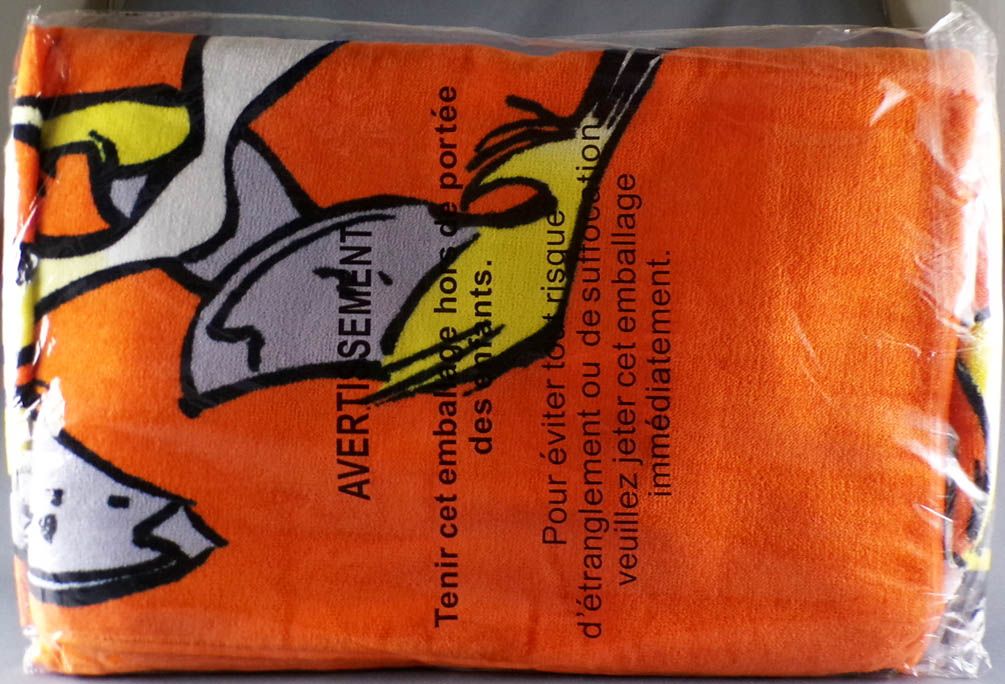 AVERTISSEMENT
Tenir cet emballage hors de portée
des enfants.
Pour éviter tout risque
d'étranglement ou de suffocation
veuillez jeter cet emballage
immédiatement.